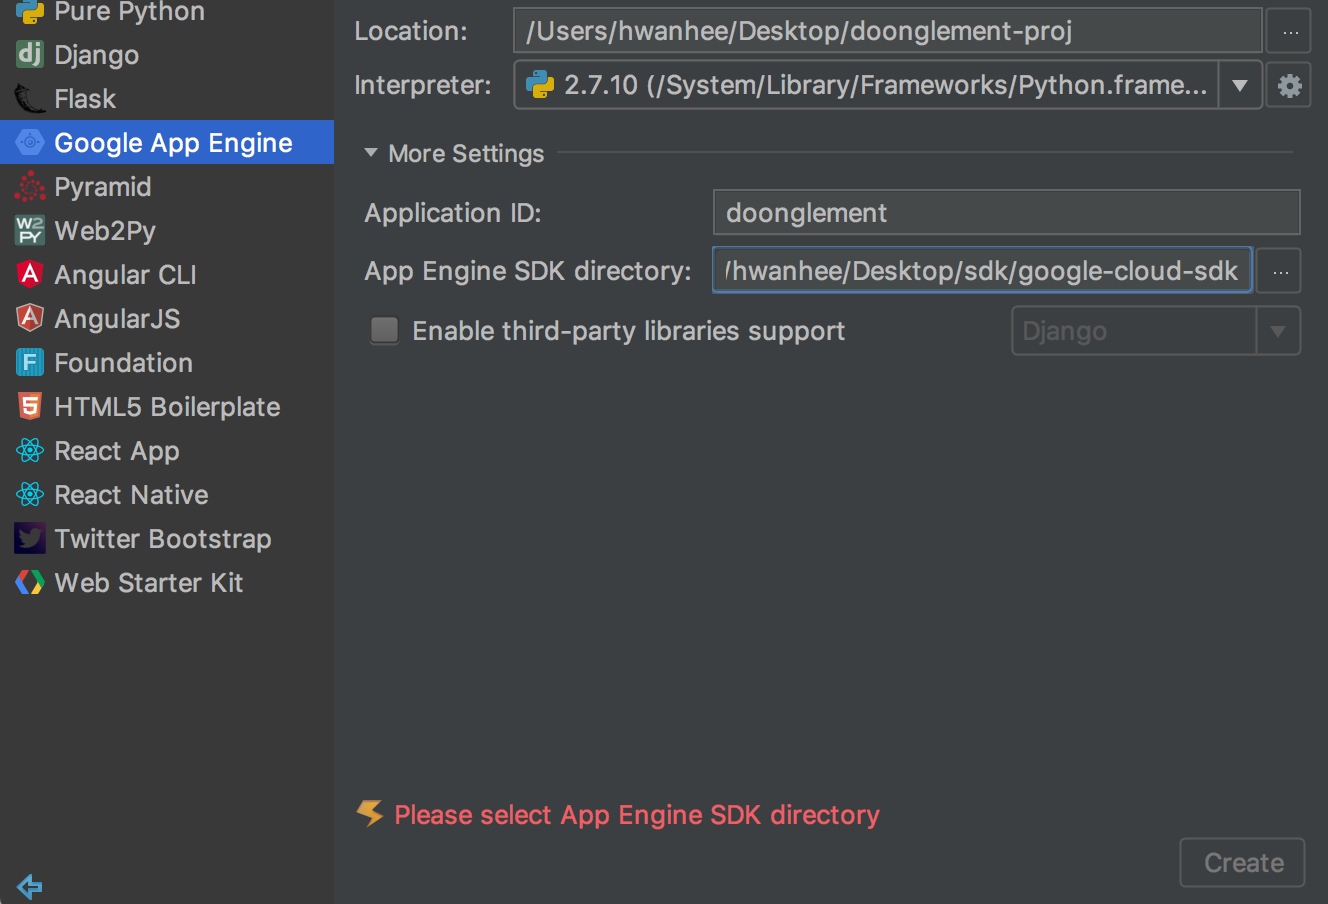 Pure Python
Django
Flask
Google App Engine
Pyramid
W2PY Web2Py
Angular CLI
AngularJS
Foundation
HTML5 Boilerplate
React App
React Native
Twitter Bootstrap
Web Starter Kit
Location: /Users/hwanhee/Desktop/doonglement-proj ...
Interpreter: 2.7.10 (/System/Library/Frameworks/Python.frame...
More Settings
Application ID: doonglement
App Engine SDK directory: /hwanhee/Desktop/sdk/google-cloud-sdk ...
Enable third-party libraries support Django
Please select App Engine SDK directory
Create